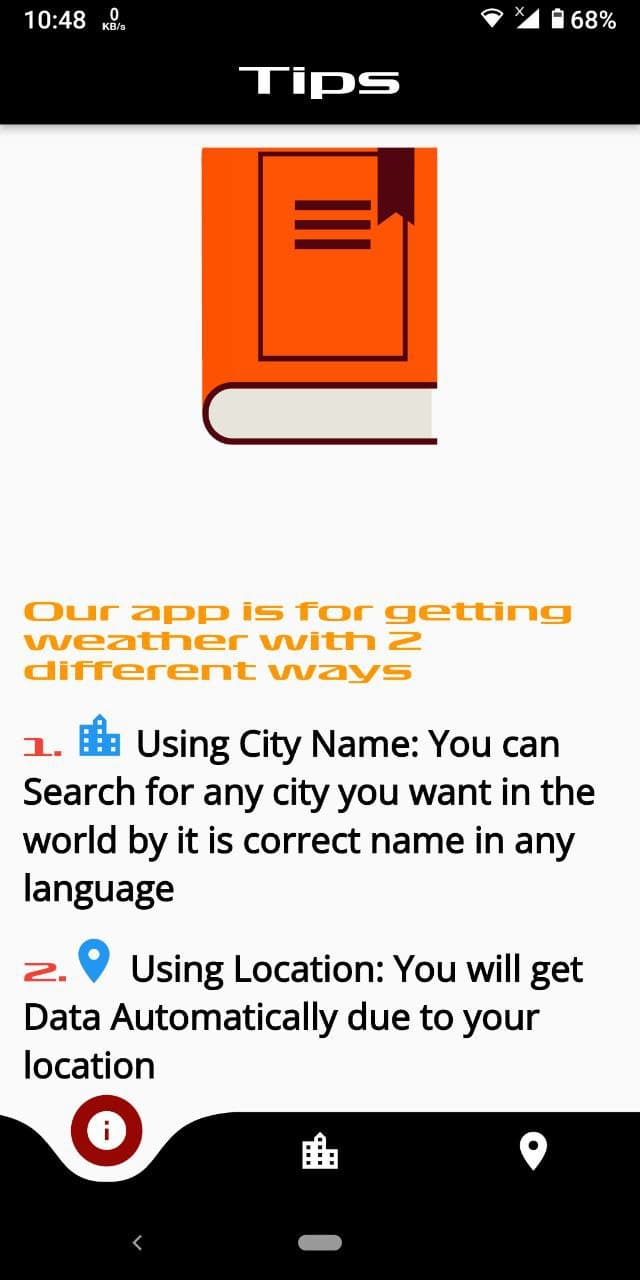 10:48 0 KB/s 68%
Tips
Our app is for getting
weather with 2
different ways
1. Using City Name: You can
Search for any city you want in the
world by it is correct name in any
language
2. Using Location: You will get
Data Automatically due to your
location